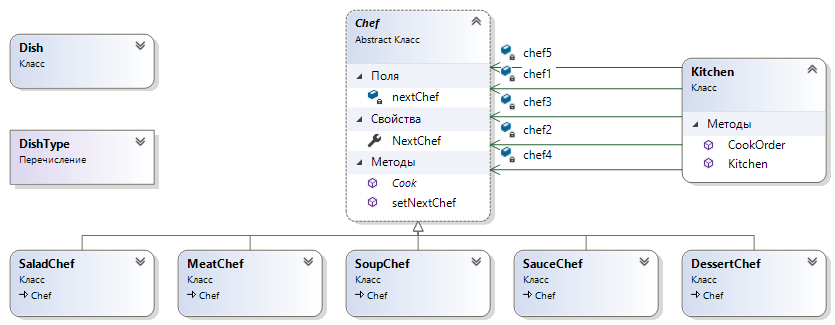 Dish
Класс
DishType
Перечисление
Chef
Abstract Класс
Поля
nextChef
Свойства
NextChef
Методы
Cook
setNextChef
chef5
chef1
chef3
chef2
chef4
Kitchen
Класс
Методы
CookOrder
Kitchen
SaladChef
Класс
Chef
MeatChef
Класс
Chef
SoupChef
Класс
Chef
SauceChef
Класс
Chef
DessertChef
Класс
Chef